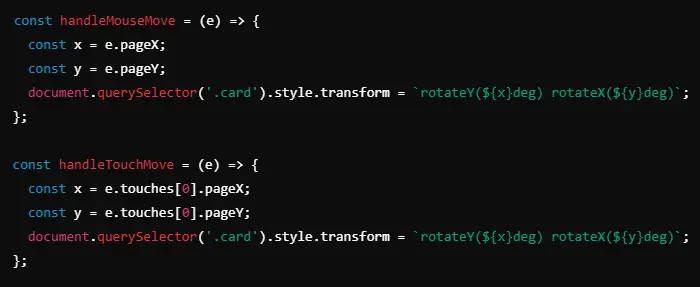 const handleMouseMove = (e) => {
  const x = e.pageX;
  const y = e.pageY;
  document.querySelector('.card').style.transform = `rotateY(${x}deg) rotateX(${y}deg)`;
};

const handleTouchMove = (e) => {
  const x = e.touches[0].pageX;
  const y = e.touches[0].pageY;
  document.querySelector('.card').style.transform = `rotateY(${x}deg) rotateX(${y}deg)`;
};